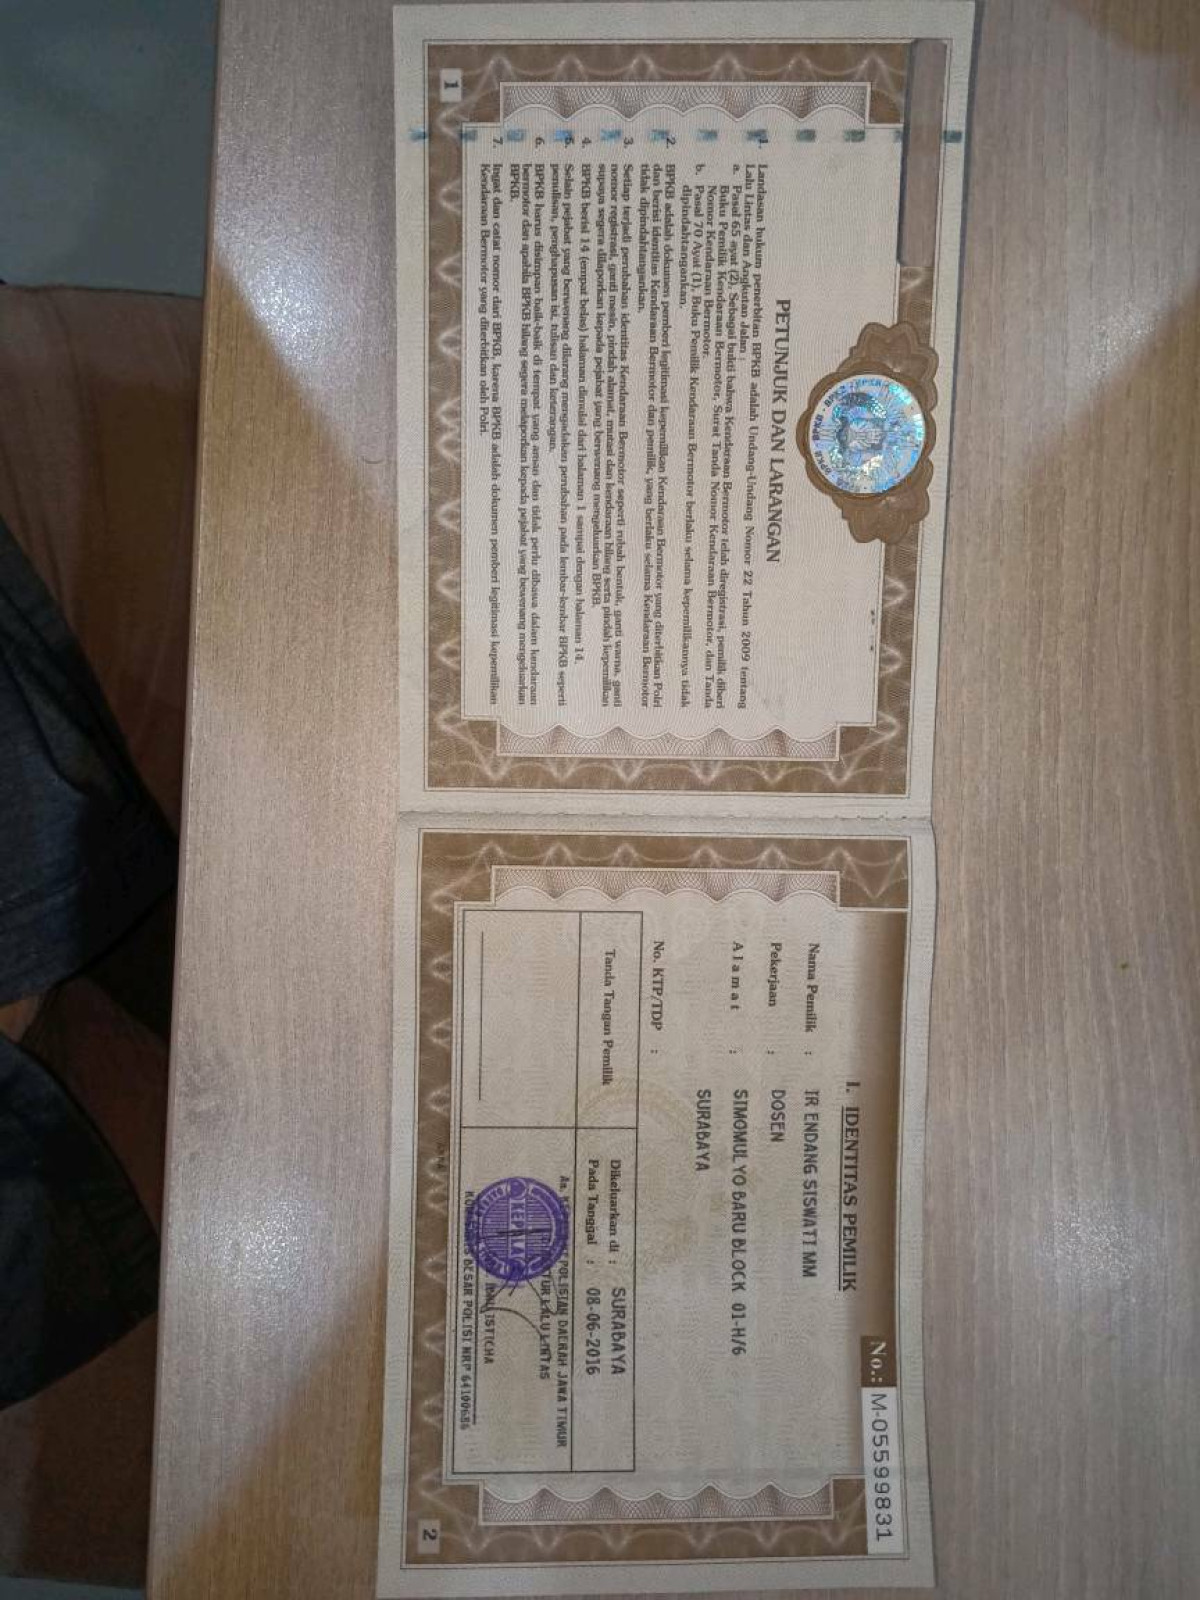 PETUNJUK DAN LARANGAN
1. Landasan hukum penerbitan BPKB adalah Undang-Undang Nomor 22 Tahun 2009 tentang
Lalu Lintas dan Angkutan Jalan :
a. Pasal 65 ayat (2), Sebagai bukti bahwa Kendaraan Bermotor telah diregistrasi, pemilik diberi
Buku Pemilik Kendaraan Bermotor, Surat Tanda Nomor Kendaraan Bermotor, dan Tanda
Nomor Kendaraan Bermotor.
b. Pasal 70 Ayat (1), Buku Pemilik Kendaraan Bermotor berlaku selama kepemilikannya tidak
dipindahtangankan.
2. BPKB adalah dokumen pemberi legitimasi kepemilikan Kendaraan Bermotor yang diterbitkan Polri
dan berisi identitas Kendaraan Bermotor dan pemilik, yang berlaku selama Kendaraan Bermotor
tidak dipindahtangankan.
3. Setiap terjadi perubahan identitas Kendaraan Bermotor seperti rubah bentuk, ganti warna, ganti
nomor registrasi, ganti mesin, pindah alamat, mutasi dan kendaraan hilang serta pindah kepemilikan
supaya segera dilaporkan kepada pejabat yang berwenang mengeluarkan BPKB.
4. BPKB berisi 14 (empat belas) halaman dimulai dari halaman 1 sampai dengan halaman 14.
5. Selain pejabat yang berwenang dilarang mengadakan perubahan pada lembar-lembar BPKB seperti
penulisan, penghapusan isi, tulisan dan keterangan.
6. BPKB harus disimpan baik-baik di tempat yang aman dan tidak perlu dibawa dalam kendaraan
bermotor dan apabila BPKB hilang segera melaporkan kepada pejabat yang bewenang mengeluarkan
BPKB.
7. Ingat dan catat nomor dari BPKB, karena BPKB adalah dokumen pemberi legitimasi kepemilikan
Kendaraan Bermotor yang diterbitkan oleh Polri.
1
No.: M-05599831
I. IDENTITAS PEMILIK
Nama Pemilik : IR ENDANG SISWATI MM
Pekerjaan : DOSEN
Alamat : SIMOMULYO BARU BLOCK 01-H/6
SURABAYA
No. KTP/TDP :
Tanda Tangan Pemilik
Dikeluarkan di : SURABAYA
Pada Tanggal : 08-06-2016
An. POLISIAN DAERAH JAWA TIMUR
LALU LINTAS
KEPALA
ISTICHA
BESAR POLISI NRP 64100686
2